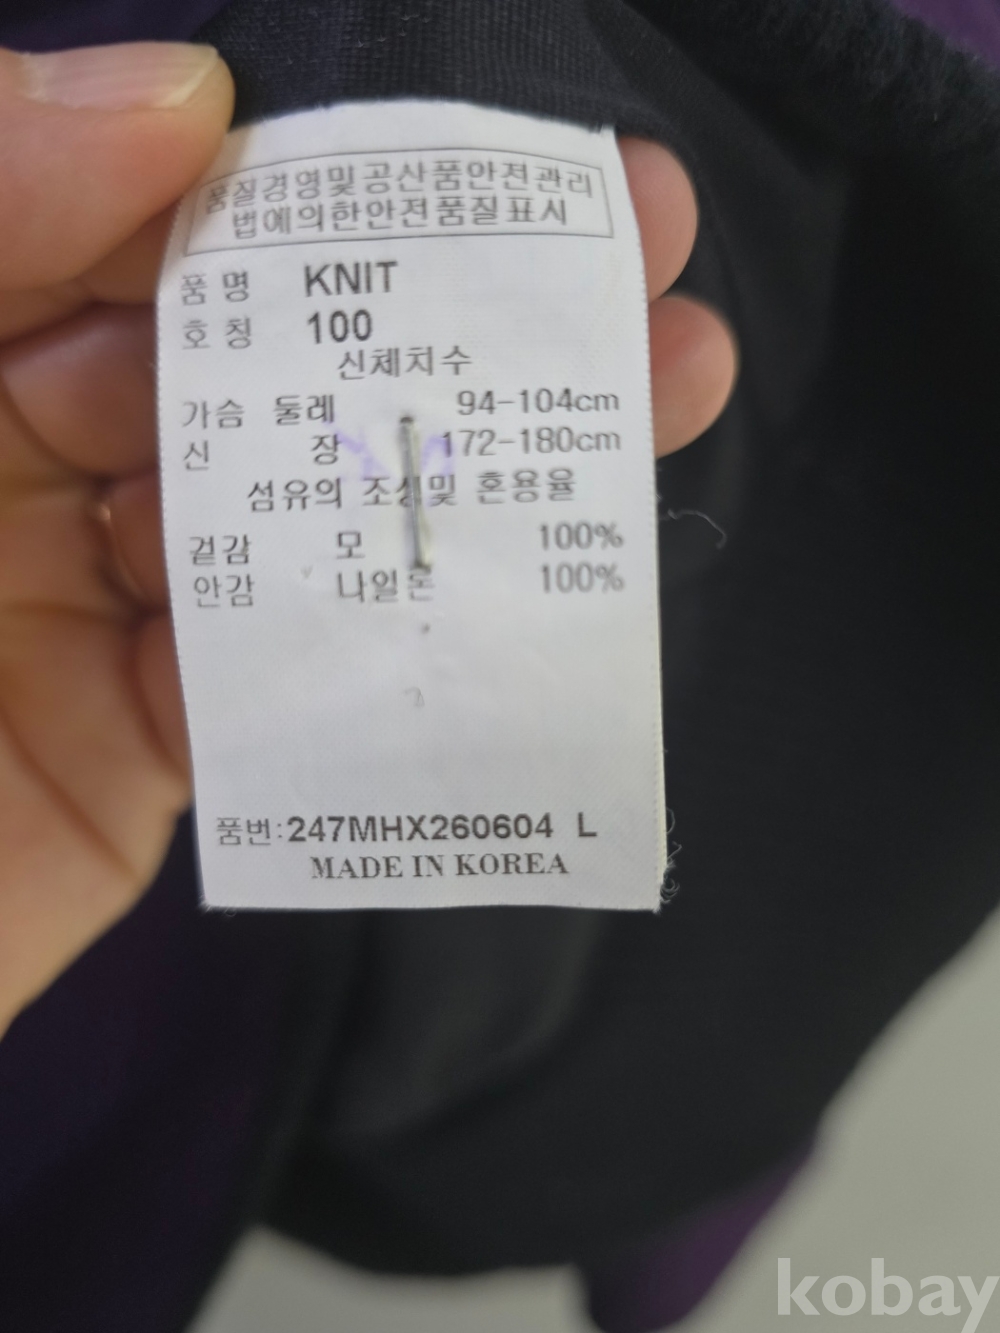 품질경영및공산품안전관리
법에의한안전품질표시
품 명 KNIT
호 칭 100
신체치수
가슴 둘레 94-104cm
신 장 172-180cm
섬유의 조성및 혼용율
겉감 모 100%
안감 나일론 100%
품번:247MHX260604 L
MADE IN KOREA
kobay